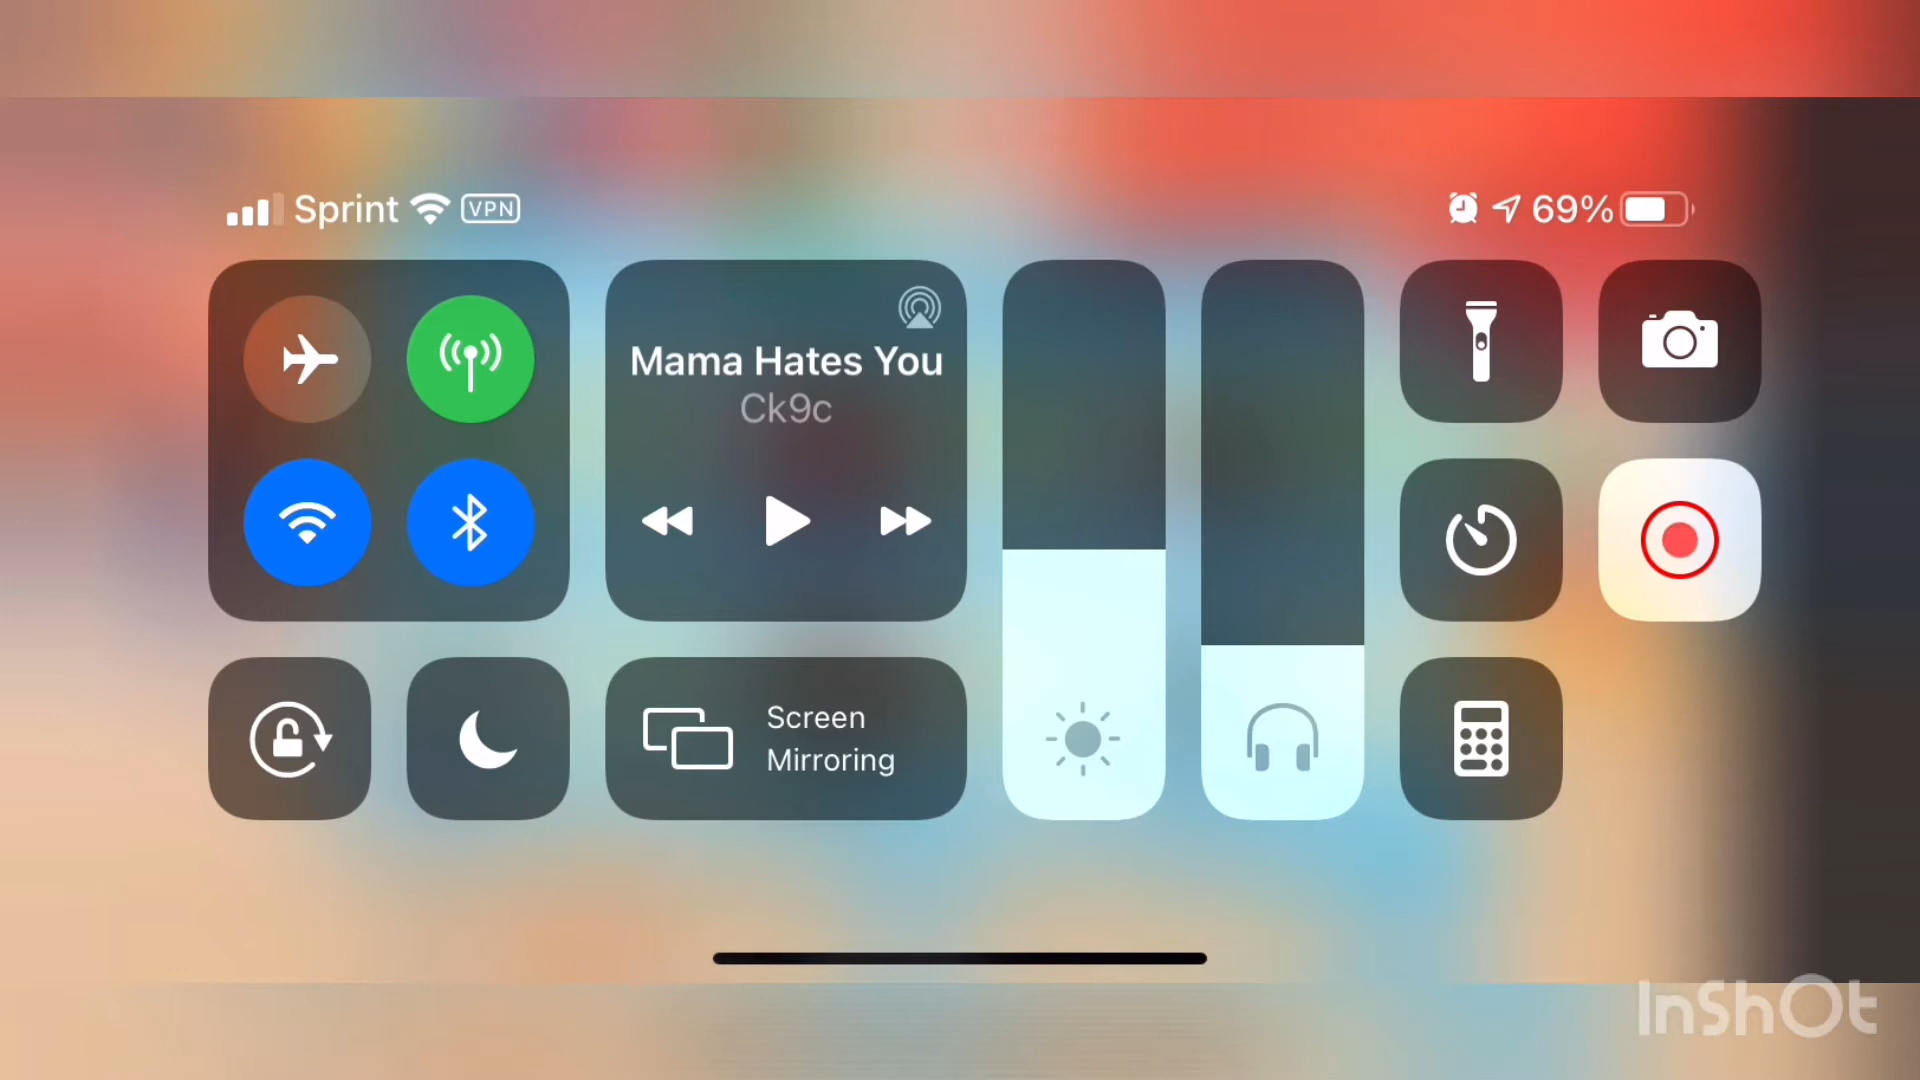 Sprint VPN
69%
Mama Hates You
Ck9c
Screen
Mirroring
InShOt